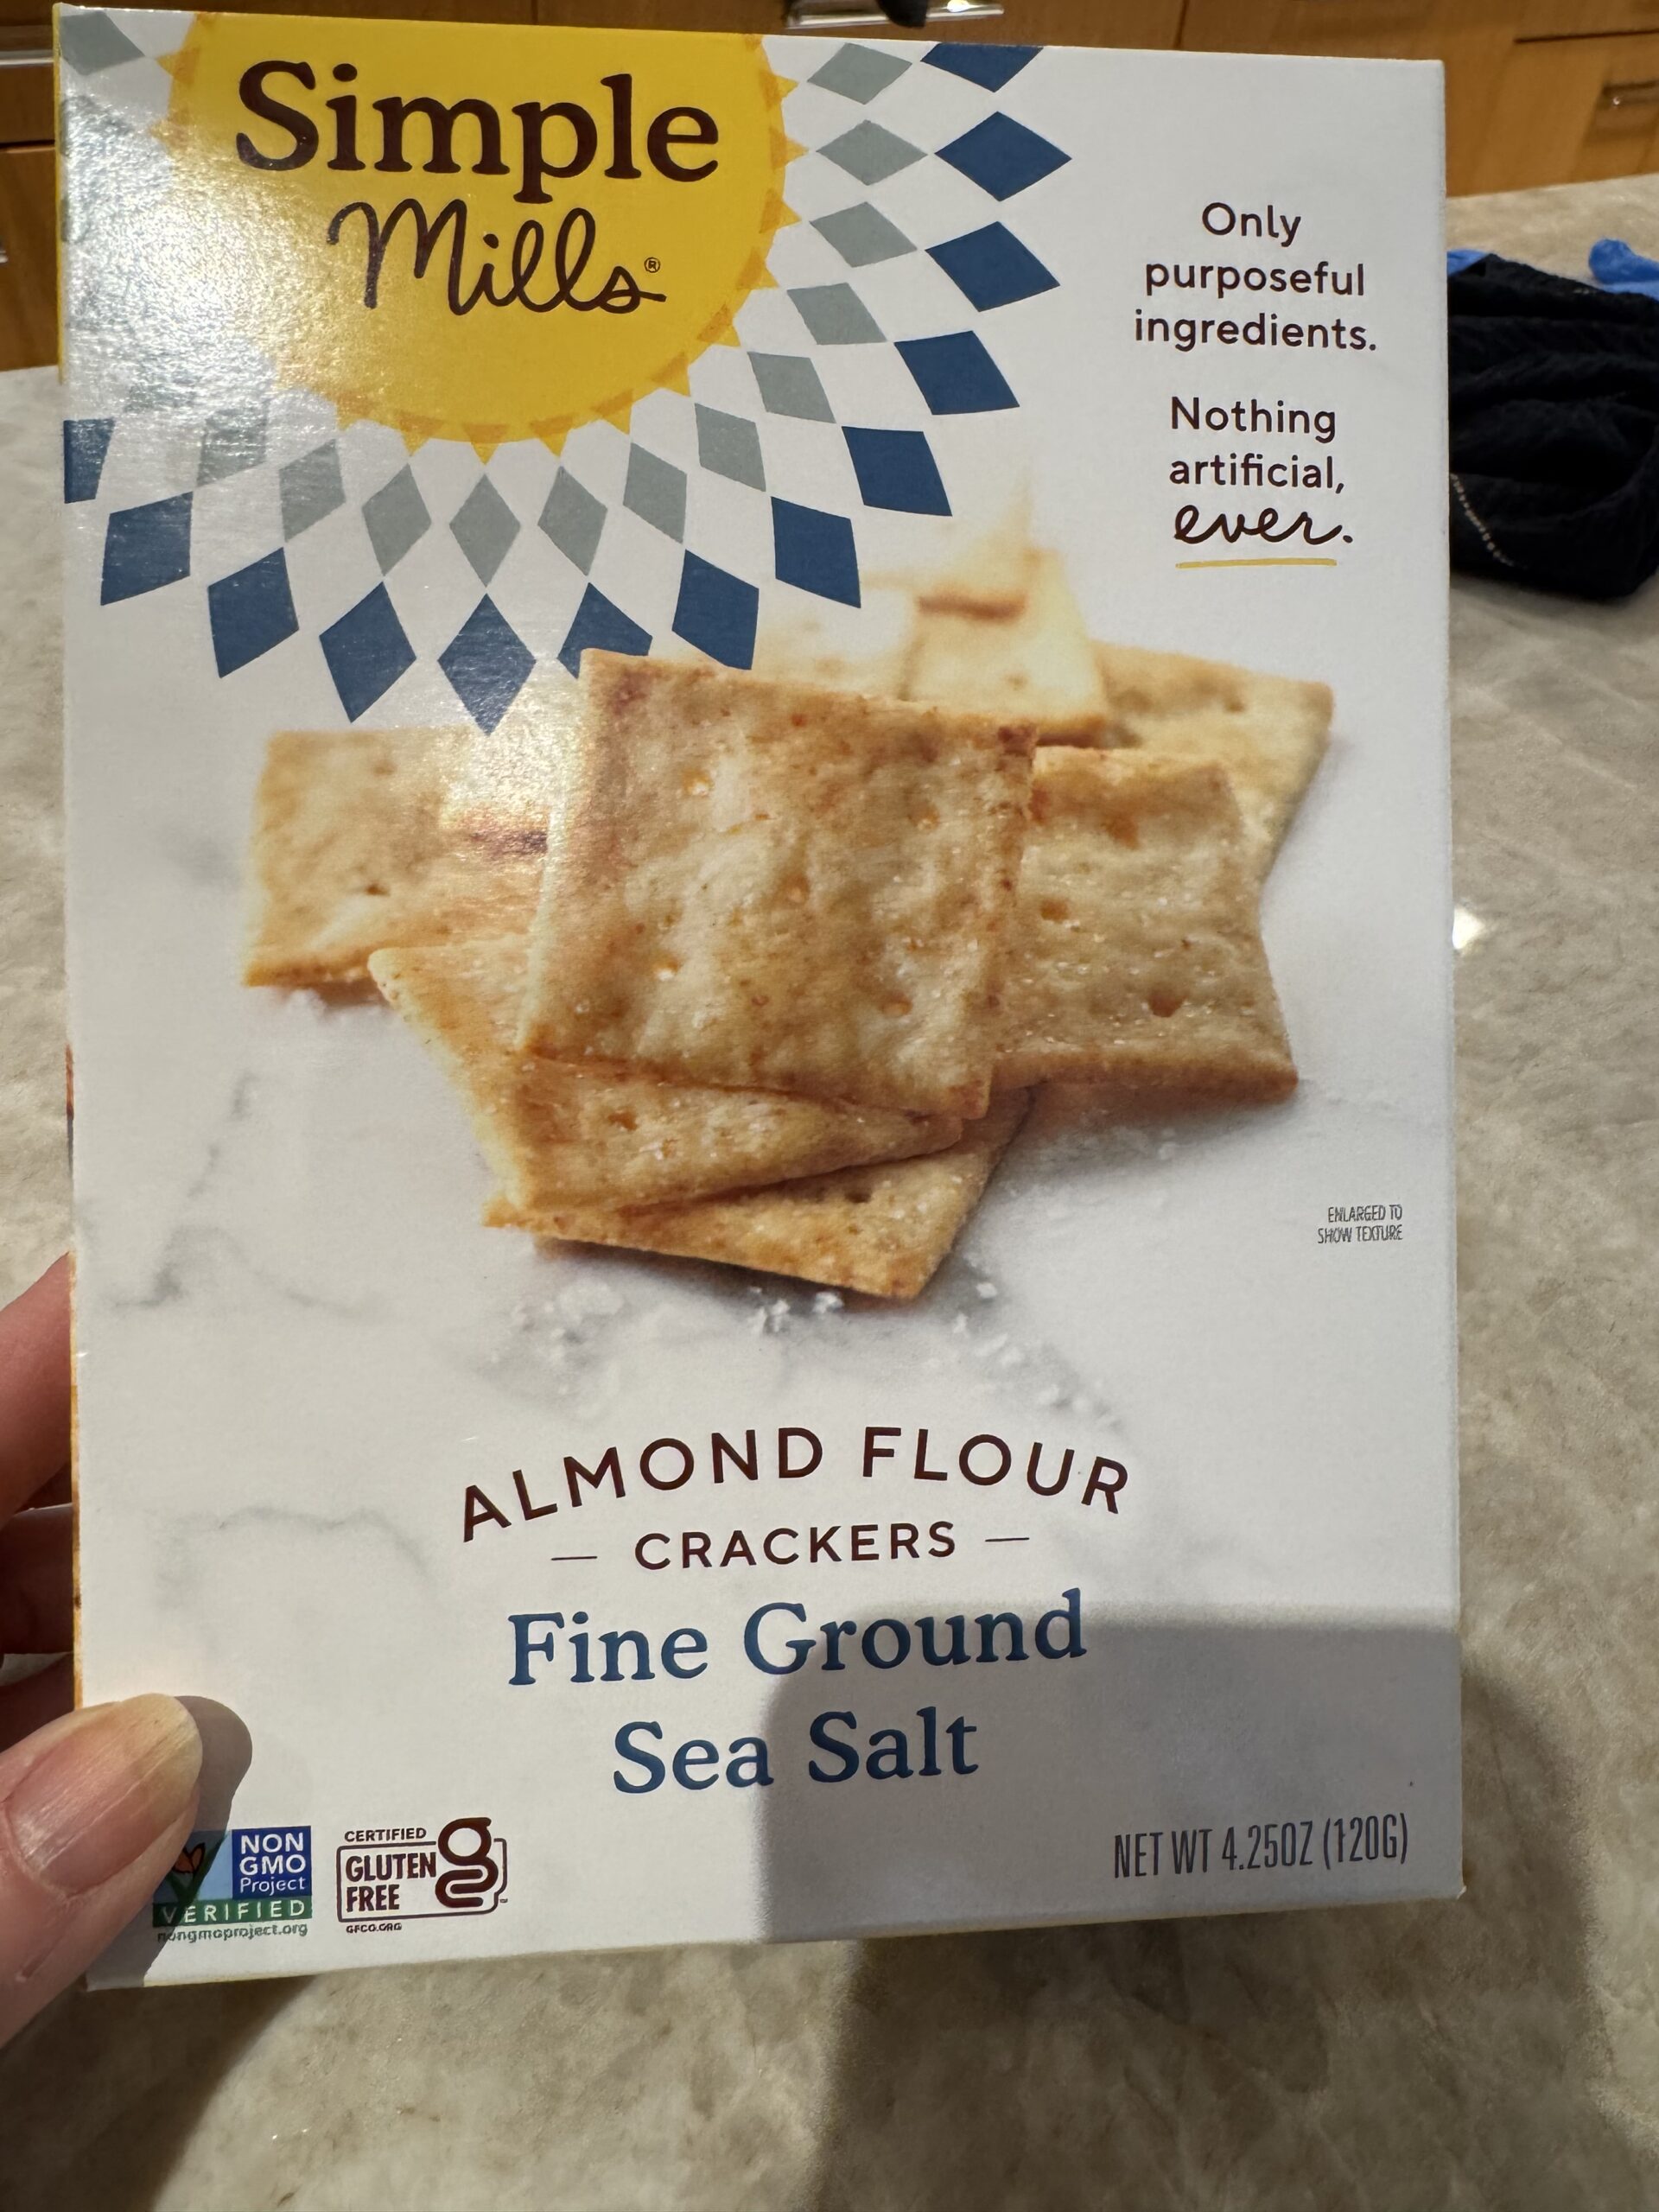 Simple
Mills®
Only
purposeful
ingredients.
Nothing
artificial,
ever.
ENLARGED TO
SHOW TEXTURE
ALMOND FLOUR
— CRACKERS —
Fine Ground
Sea Salt
NON
GMO
Project
VERIFIED
nongmoproject.org
CERTIFIED
GLUTEN
FREE
GFCO.ORG
NET WT 4.25OZ (120G)